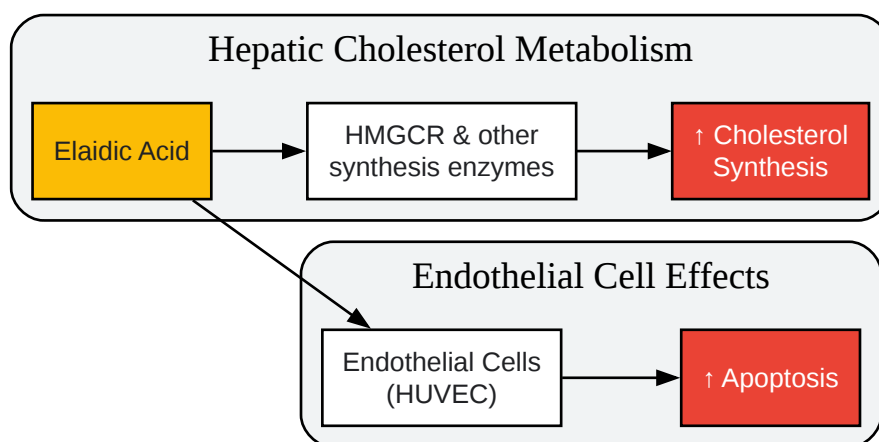 Hepatic Cholesterol Metabolism
Elaidic Acid
HMGCR & other
synthesis enzymes
↑ Cholesterol
Synthesis
Endothelial Cell Effects
Endothelial Cells
(HUVEC)
↑ Apoptosis